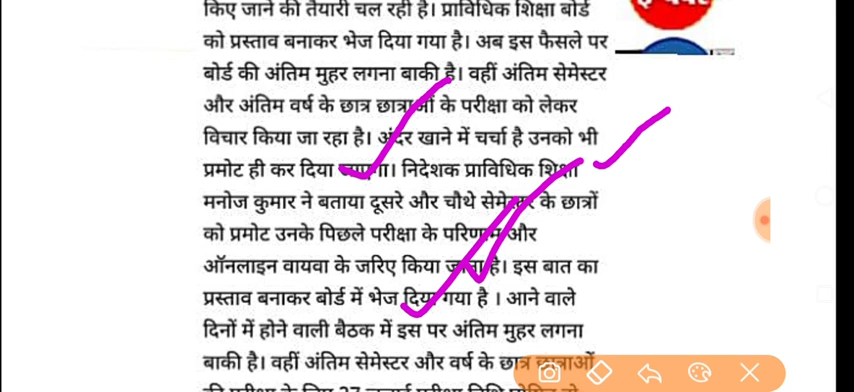 किए जाने की तैयारी चल रही है। प्राविधिक शिक्षा बोर्ड
को प्रस्ताव बनाकर भेज दिया गया है। अब इस फैसले पर
बोर्ड की अंतिम मुहर लगना बाकी है। वहीं अंतिम सेमेस्टर
और अंतिम वर्ष के छात्र छात्राओं के परीक्षा को लेकर
विचार किया जा रहा है। अंदर खाने में चर्चा है उनको भी
प्रमोट ही कर दिया जाएगा। निदेशक प्राविधिक शिक्षा
मनोज कुमार ने बताया दूसरे और चौथे सेमेस्टर के छात्रों
को प्रमोट उनके पिछले परीक्षा के परिणाम और
ऑनलाइन वायवा के जरिए किया जाना है। इस बात का
प्रस्ताव बनाकर बोर्ड में भेज दिया गया है । आने वाले
दिनों में होने वाली बैठक में इस पर अंतिम मुहर लगना
बाकी है। वहीं अंतिम सेमेस्टर और वर्ष के छात्र छात्राओं